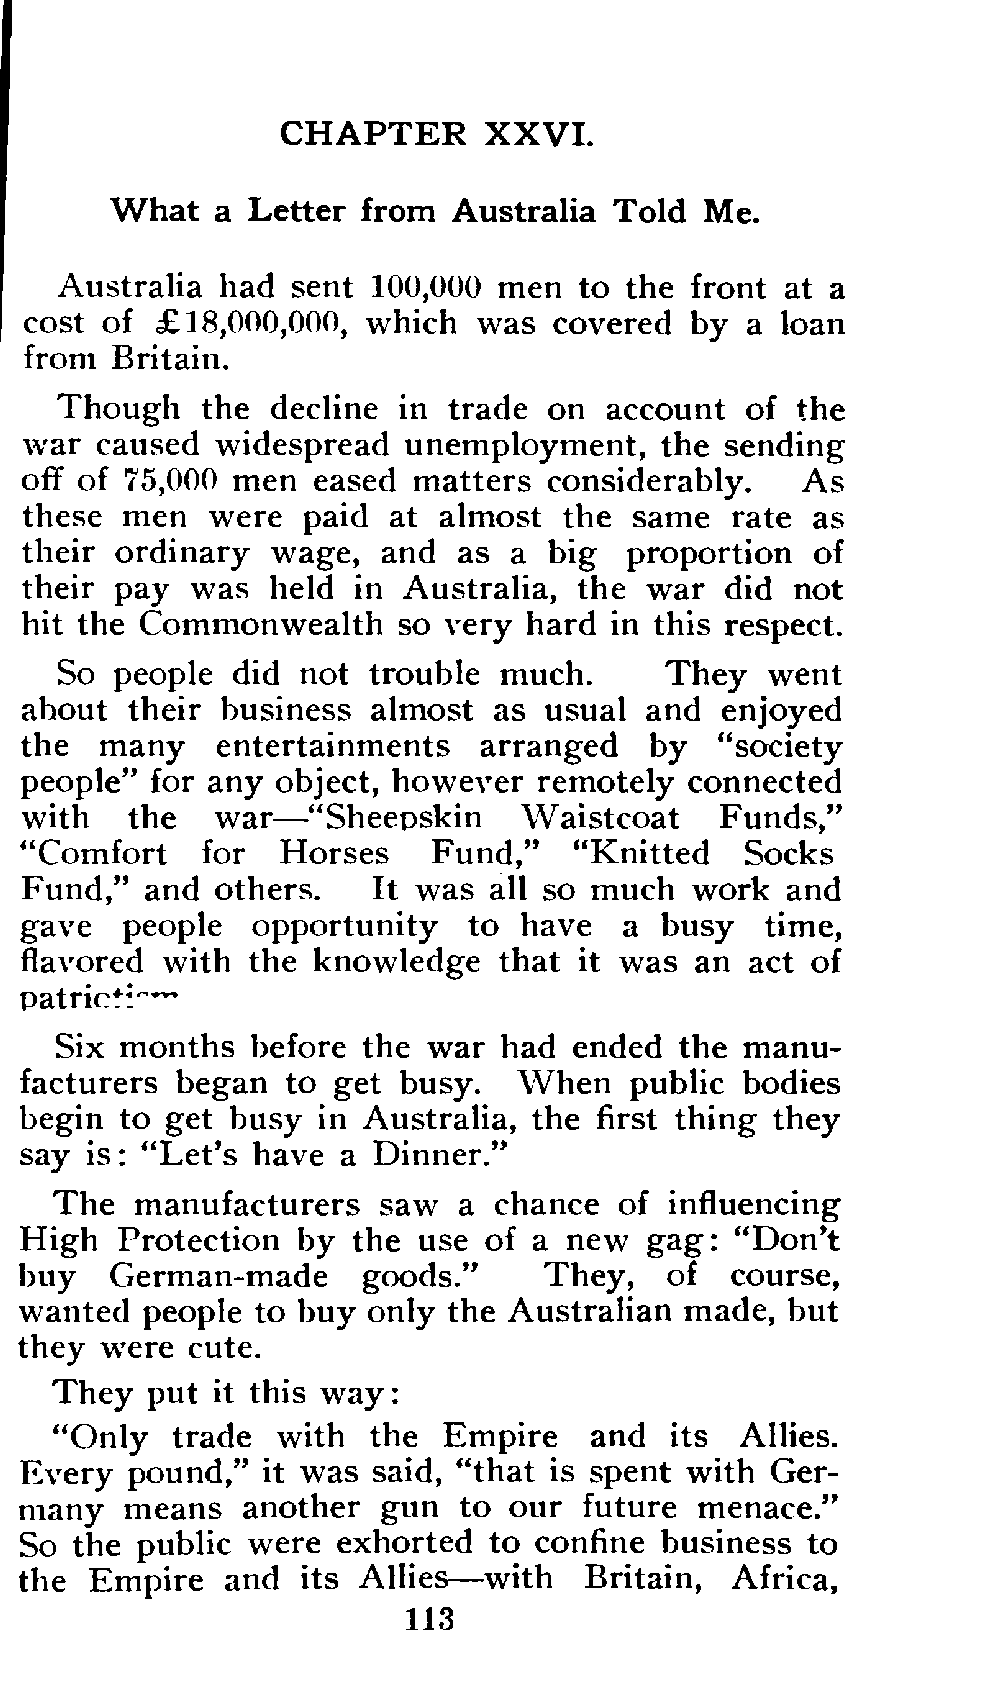 CHAPTER XXVI.
What a Letter from Australia Told Me.
Australia had sent 100,000 men to the front at a
cost of £18,000,000, which was covered by a loan
from Britain.
Though the decline in trade on account of the
war caused widespread unemployment, the sending
off of 75,000 men eased matters considerably. As
these men were paid at almost the same rate as
their ordinary wage, and as a big proportion of
their pay was held in Australia, the war did not
hit the Commonwealth so very hard in this respect.
So people did not trouble much. They went
about their business almost as usual and enjoyed
the many entertainments arranged by “society
people” for any object, however remotely connected
with the war—“Sheepskin Waistcoat Funds,”
“Comfort for Horses Fund,” “Knitted Socks
Fund,” and others. It was all so much work and
gave people opportunity to have a busy time,
flavored with the knowledge that it was an act of
Six months before the war had ended the manu-
facturers began to get busy. When public bodies
begin to get busy in Australia, the first thing they
say is: “Let’s have a Dinner.”
The manufacturers saw a chance of influencing
High Protection by the use of a new gag: “Don’t
buy German-made goods.” They, of course,
wanted people to buy only the Australian made, but
they were cute.
They put it this way:
“Only trade with the Empire and its Allies.
Every pound,” it was said, “that is spent with Ger-
many means another gun to our future menace.”
So the public were exhorted to confine business to
the Empire and its Allies—with Britain, Africa,
113